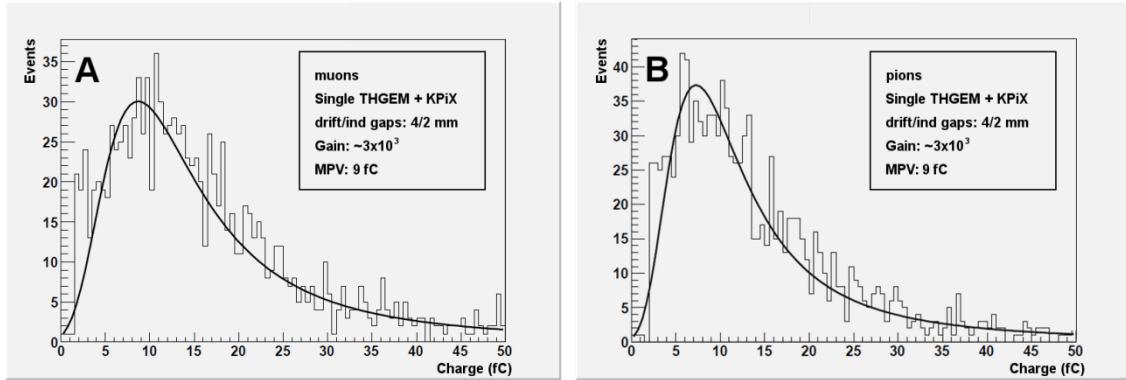 A
Events
muons
Single THGEM + KPiX
drift/ind gaps: 4/2 mm
Gain: ~3x10³
MPV: 9 fC
35
30
25
20
15
10
5
0
0 5 10 15 20 25 30 35 40 45 50
Charge (fC)
B
Events
pions
Single THGEM + KPiX
drift/ind gaps: 4/2 mm
Gain: ~3x10³
MPV: 9 fC
40
35
30
25
20
15
10
5
0
0 5 10 15 20 25 30 35 40 45 50
Charge (fC)